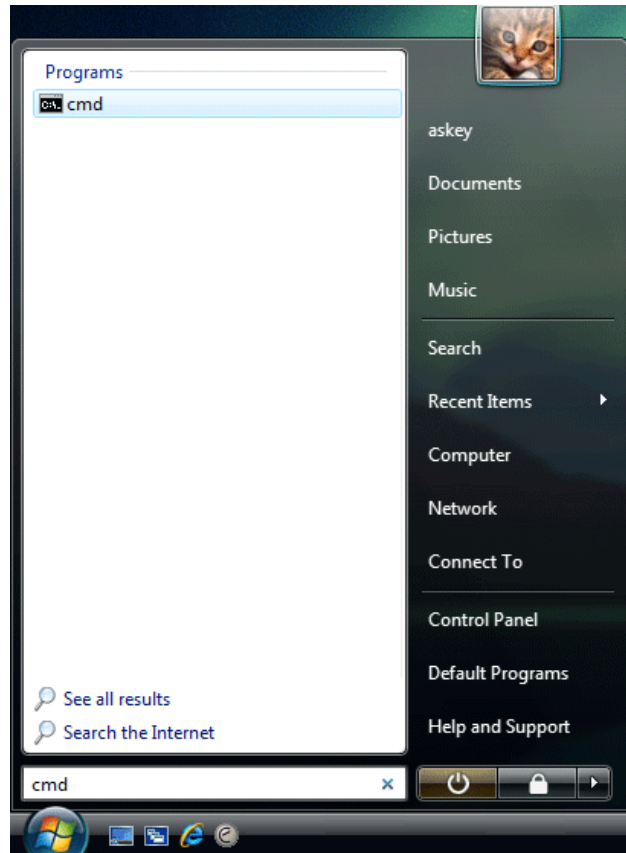 Programs
cmd
See all results
Search the Internet
cmd
askey
Documents
Pictures
Music
Search
Recent Items
Computer
Network
Connect To
Control Panel
Default Programs
Help and Support